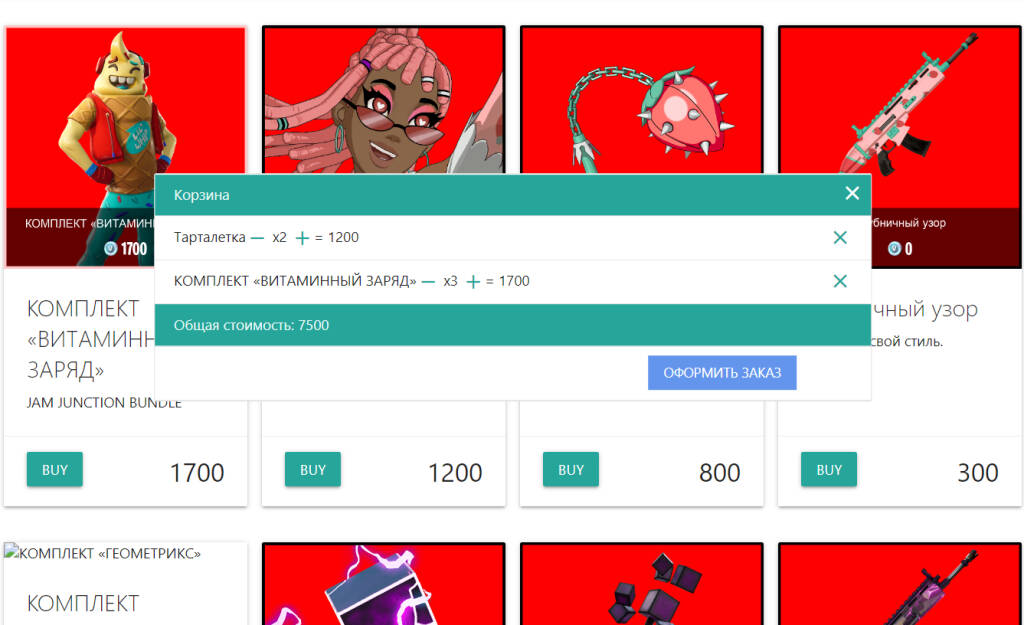 КОМПЛЕКТ «ВИТАМИНН
1700
0
Корзина
Тарталетка — x2 + = 1200
КОМПЛЕКТ «ВИТАМИННЫЙ ЗАРЯД» — x3 + = 1700
Общая стоимость: 7500
ОФОРМИТЬ ЗАКАЗ
КОМПЛЕКТ
«ВИТАМИНН
ЗАРЯД»
JAM JUNCTION BUNDLE
узор
узор
свой стиль.
BUY 1700
BUY 1200
BUY 800
BUY 300
КОМПЛЕКТ «ГЕОМЕТРИКС»
КОМПЛЕКТ